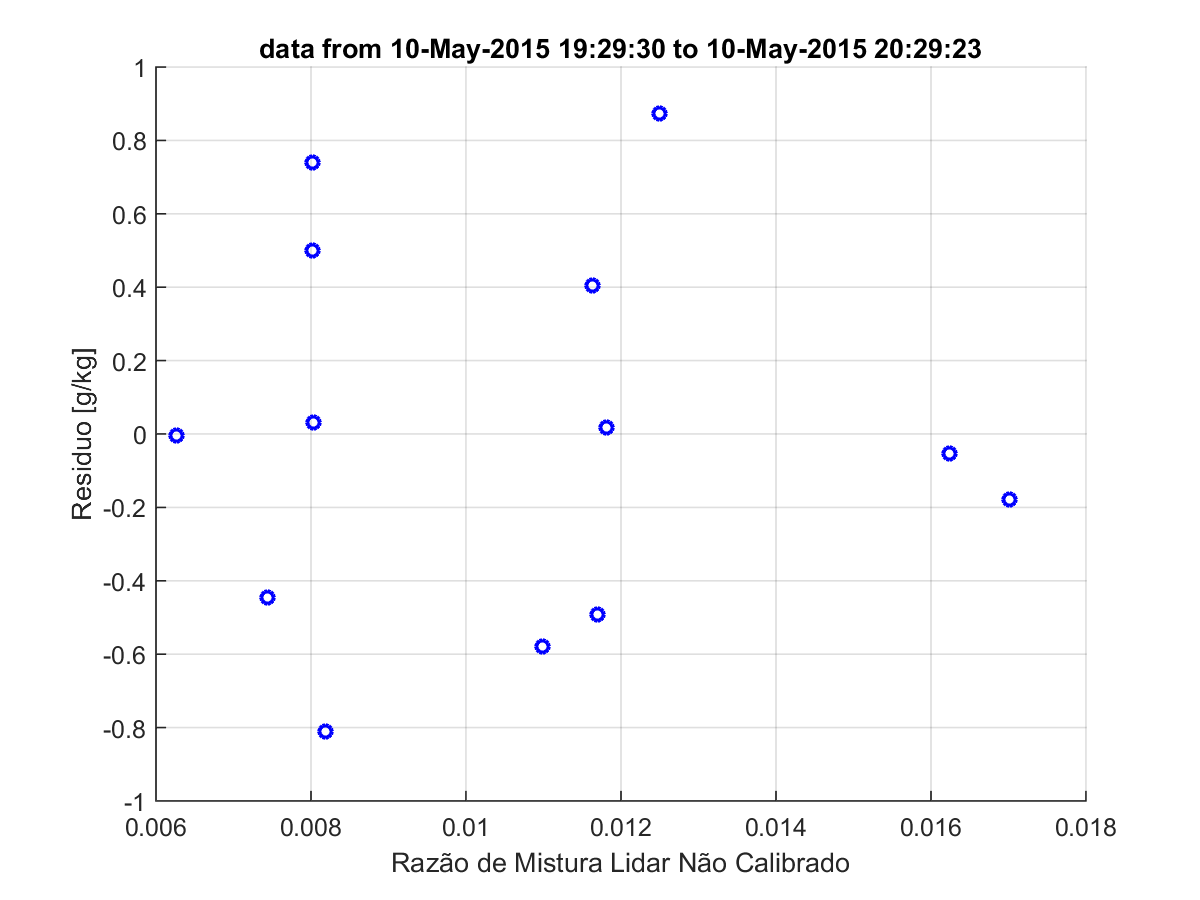 data from 10-May-2015 19:29:30 to 10-May-2015 20:29:23
1
0.8
0.6
0.4
0.2
0
-0.2
-0.4
-0.6
-0.8
-1
Residuo [g/kg]
0.006 0.008 0.01 0.012 0.014 0.016 0.018
Razão de Mistura Lidar Não Calibrado